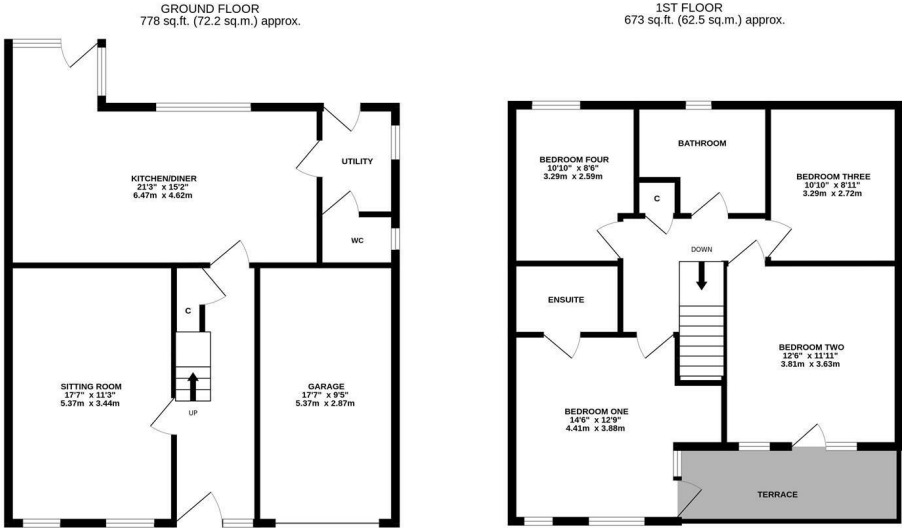 GROUND FLOOR
778 sq.ft. (72.2 sq.m.) approx.
KITCHEN/DINER
21'3" x 15'2"
6.47m x 4.62m
UTILITY
WC
C
SITTING ROOM
17'7" x 11'3"
5.37m x 3.44m
UP
GARAGE
17'7" x 9'5"
5.37m x 2.87m
1ST FLOOR
673 sq.ft. (62.5 sq.m.) approx.
BEDROOM FOUR
10'10" x 8'6"
3.29m x 2.59m
BATHROOM
BEDROOM THREE
10'10" x 8'11"
3.29m x 2.72m
C
DOWN
ENSUITE
BEDROOM TWO
12'6" x 11'11"
3.81m x 3.63m
BEDROOM ONE
14'6" x 12'9"
4.41m x 3.88m
TERRACE